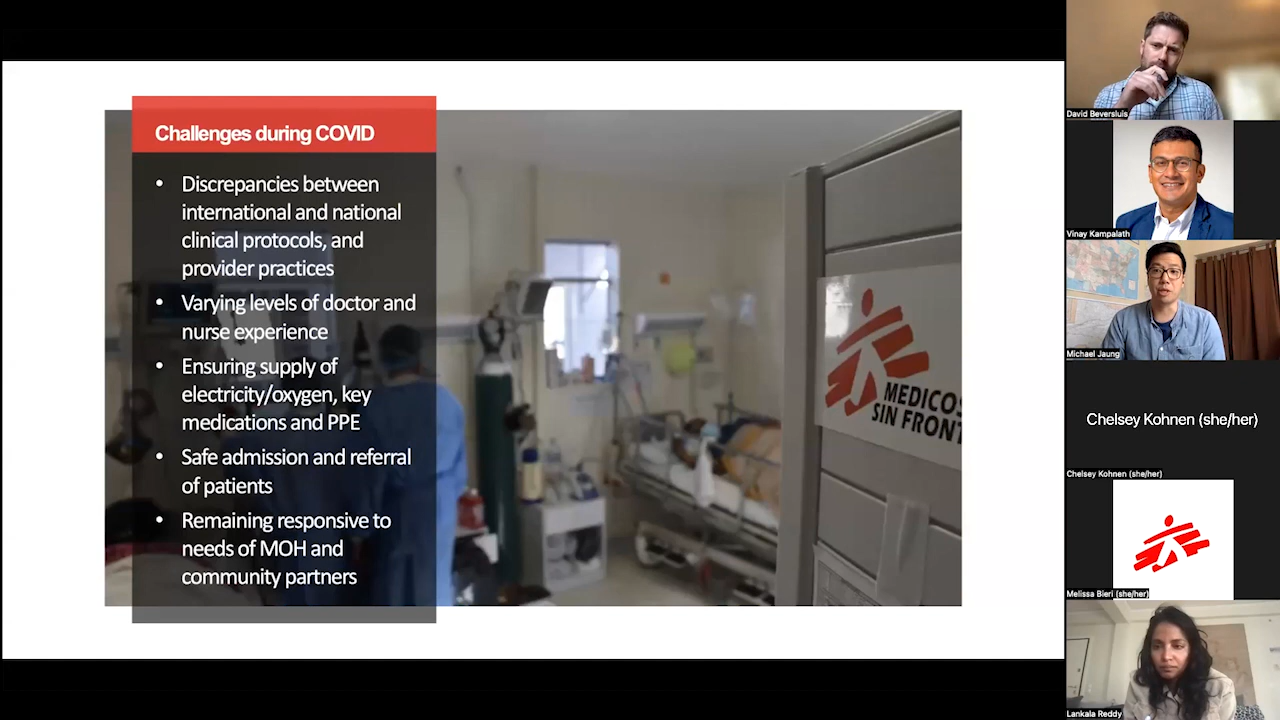 Challenges during COVID
• Discrepancies between
international and national
clinical protocols, and
provider practices
• Varying levels of doctor and
nurse experience
• Ensuring supply of
electricity/oxygen, key
medications and PPE
• Safe admission and referral
of patients
• Remaining responsive to
needs of MOH and
community partners
MEDICOS
SIN FRONT
David Beversluis
Vinay Kampalath
Michael Jaung
Chelsey Kohnen (she/her)
Chelsey Kohnen (she/her)
Melissa Bieri (she/her)
Lankala Reddy